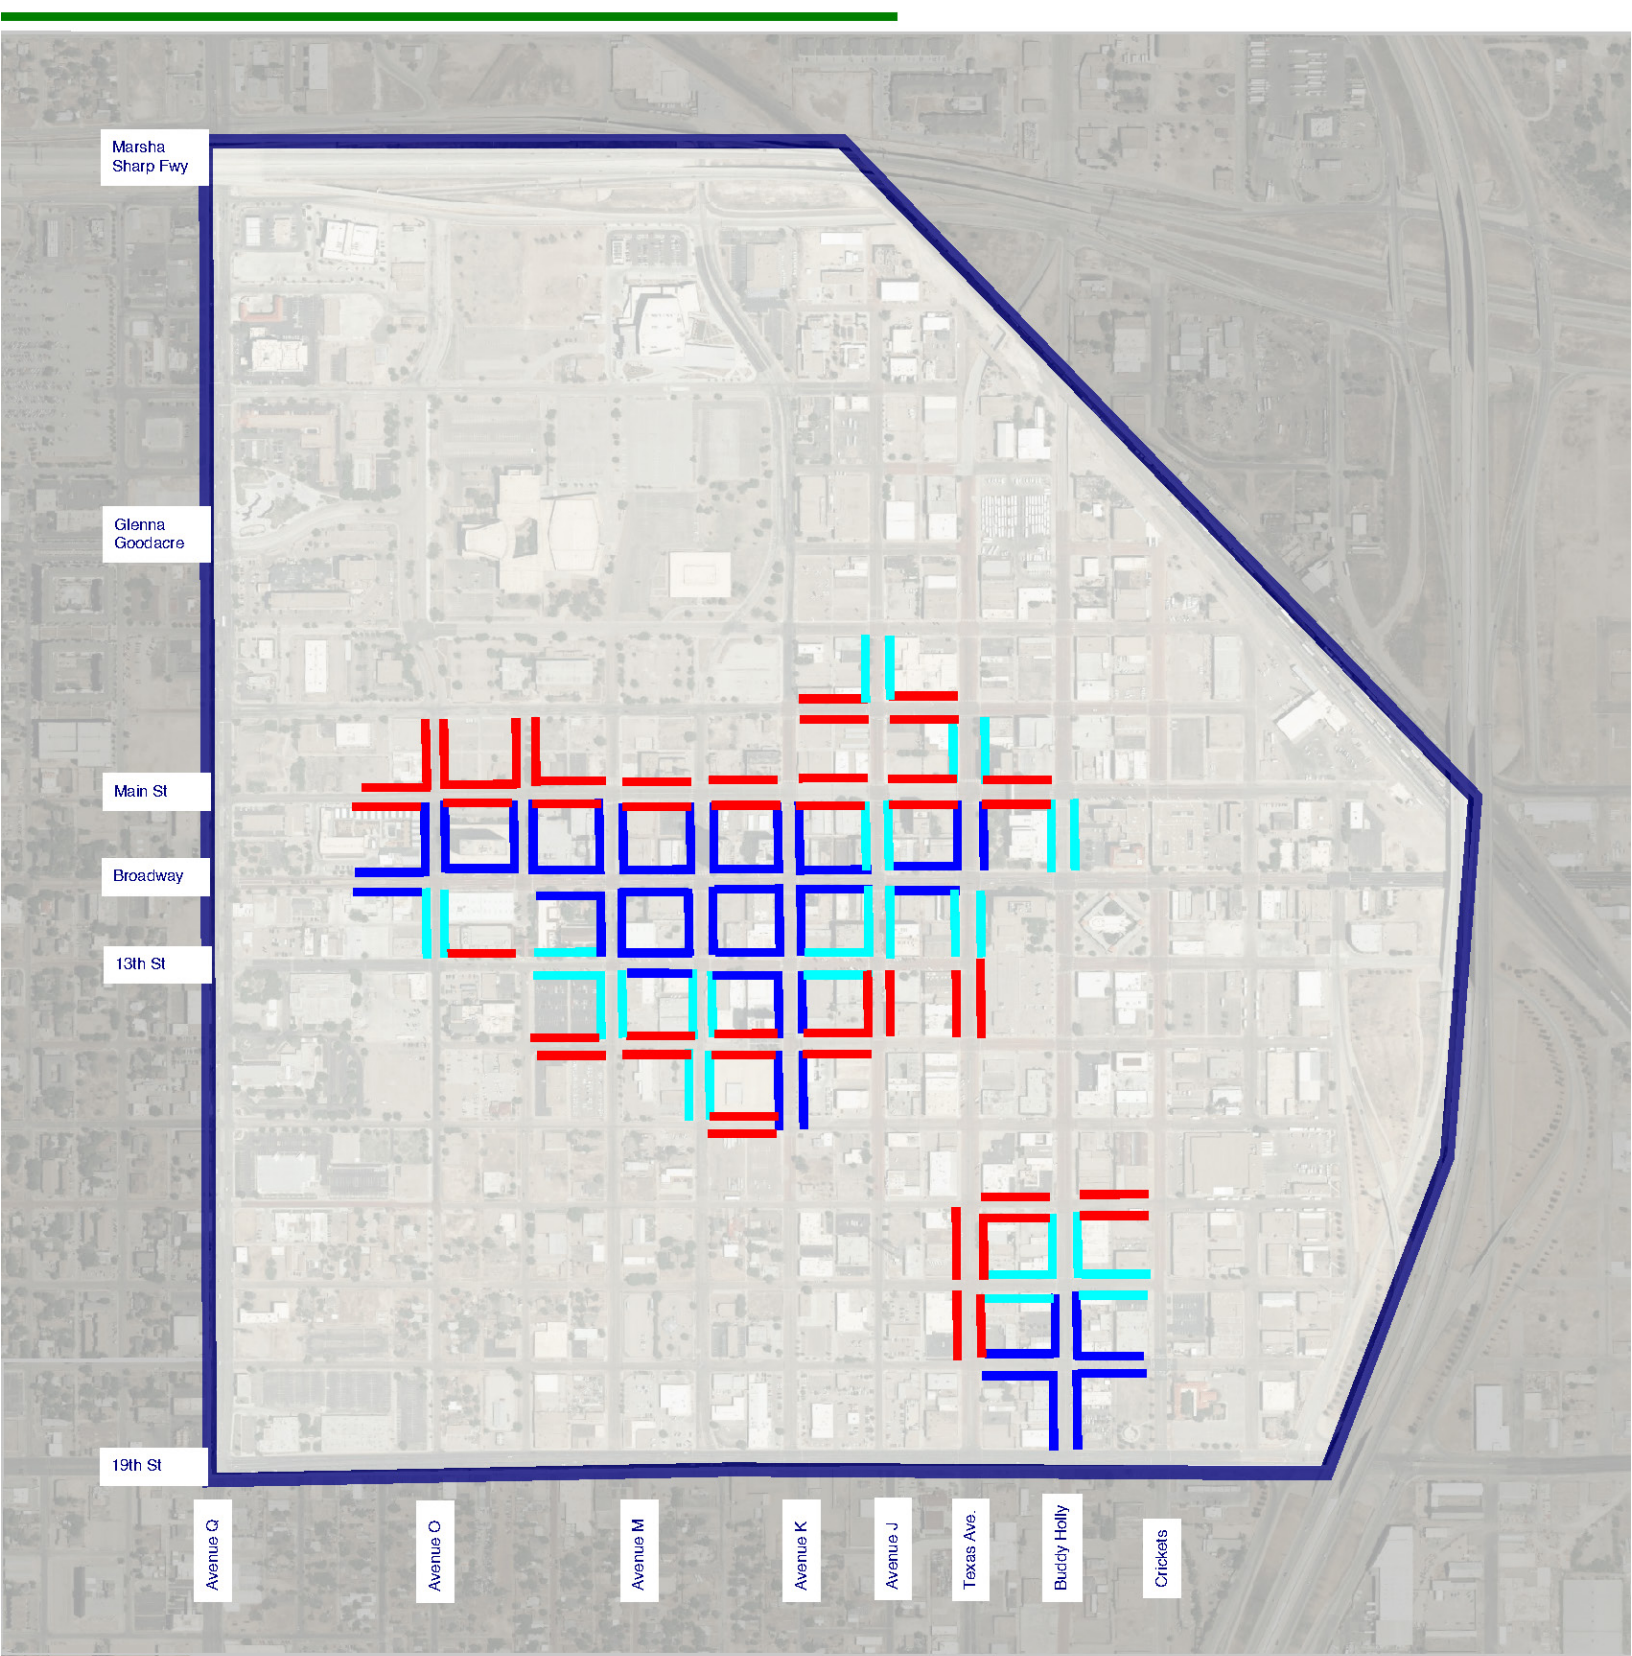 Marsha
Sharp Fwy
Glenna
Goodacre
Main St
Broadway
13th St
19th St
Avenue Q
Avenue O
Avenue M
Avenue K
Avenue J
Texas Ave.
Buddy Holly
Crickets